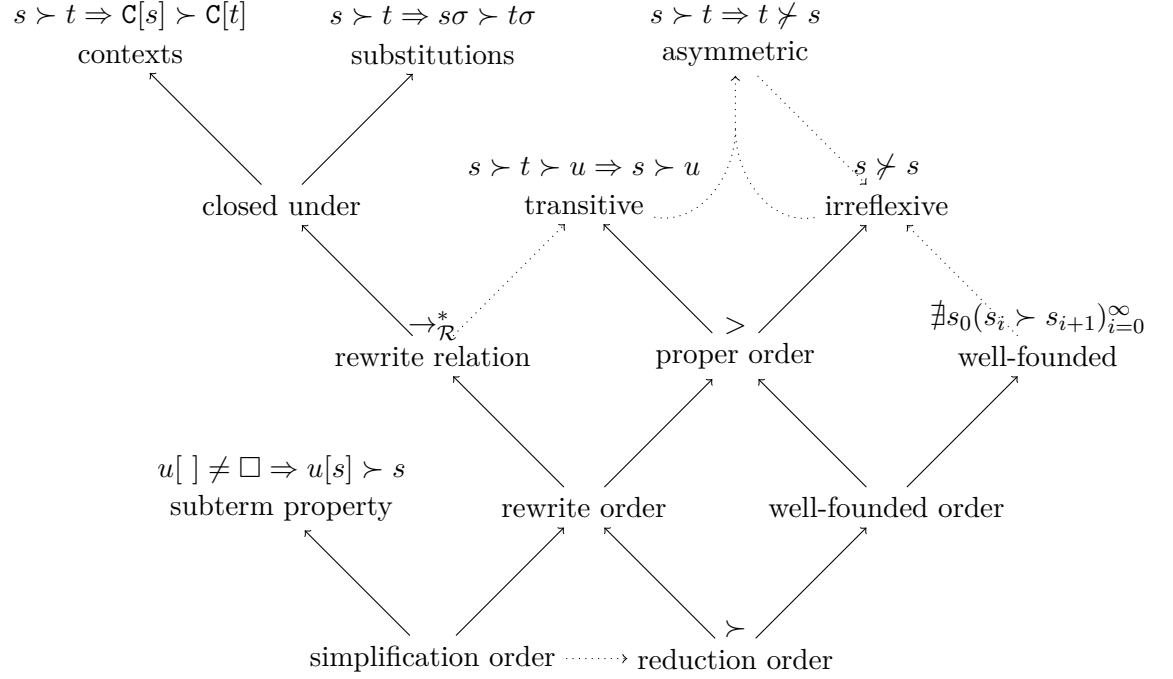 s ≻ t ⇒ C[s] ≻ C[t]
contexts
s ≻ t ⇒ sσ ≻ tσ
substitutions
s ≻ t ⇒ t ⊁ s
asymmetric
closed under
s ≻ t ≻ u ⇒ s ≻ u
transitive
s ⊁ s
irreflexive
→*_R
rewrite relation
>
proper order
∄s₀(sᵢ ≻ sᵢ₊₁)^∞_{i=0}
well-founded
u[ ] ≠ □ ⇒ u[s] ≻ s
subterm property
rewrite order
well-founded order
simplification order
≻
reduction order